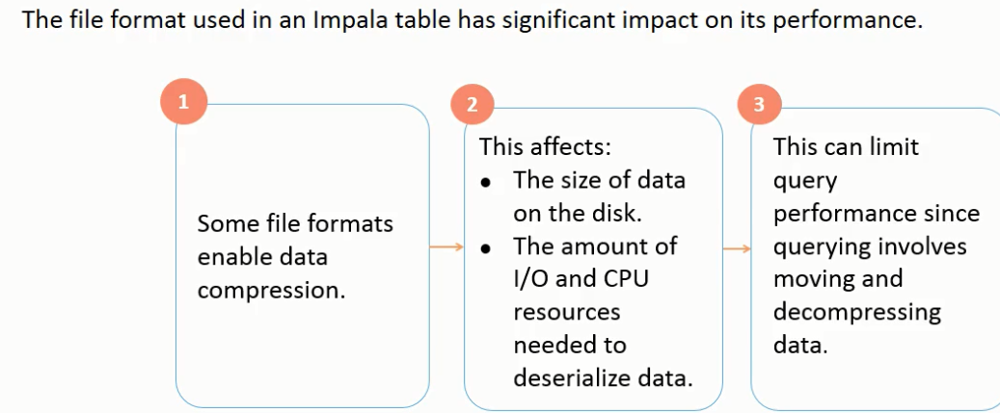 The file format used in an Impala table has significant impact on its performance.
1
Some file formats
enable data
compression.
2
This affects:
● The size of data
on the disk.
● The amount of
I/O and CPU
resources
needed to
deserialize data.
3
This can limit
query
performance since
querying involves
moving and
decompressing
data.